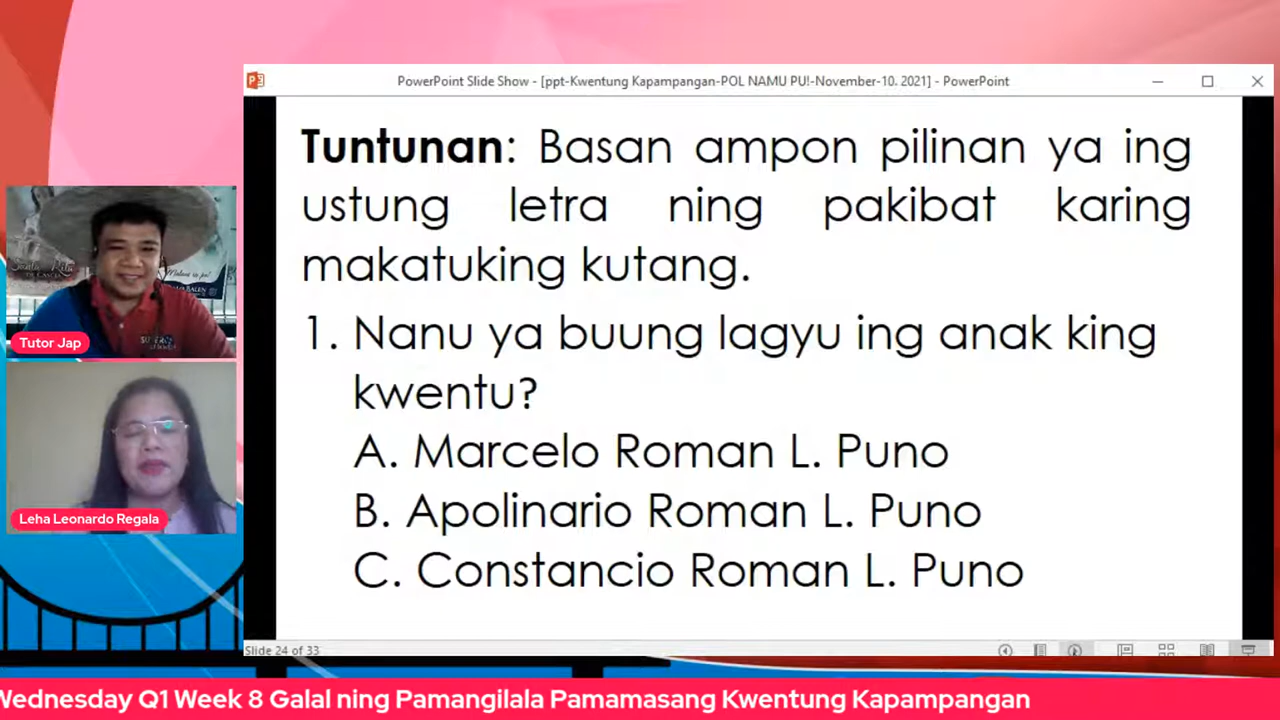 PowerPoint Slide Show - [ppt-Kwentung Kapampangan-POL NAMU PU!-November-10. 2021] - PowerPoint
Tuntunan: Basan ampon pilinan ya ing
ustung letra ning pakibat karing
makatuking kutang.
1. Nanu ya buung lagyu ing anak king
kwentu?
A. Marcelo Roman L. Puno
B. Apolinario Roman L. Puno
C. Constancio Roman L. Puno
Slide 24 of 33
Tutor Jap
Leha Leonardo Regala
Wednesday Q1 Week 8 Galal ning Pamangilala Pamamasang Kwentung Kapampangan